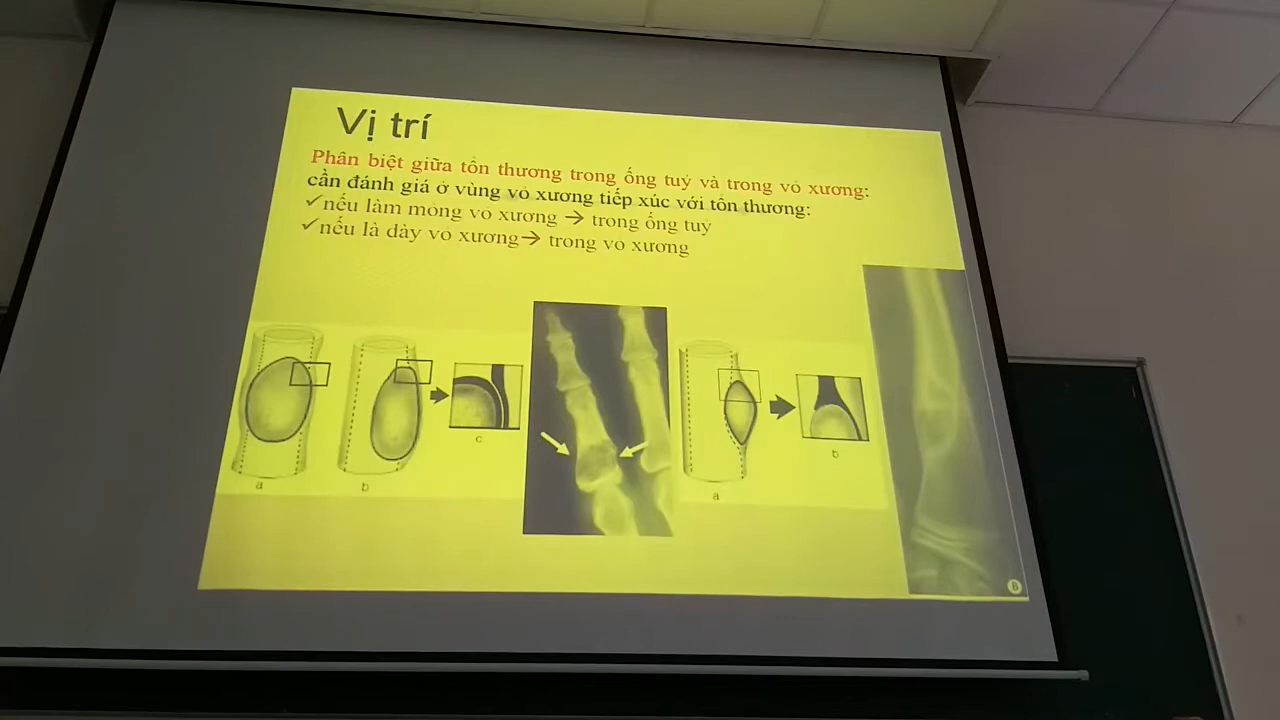 Vị trí
Phân biệt giữa tổn thương trong ống tuỷ và trong vỏ xương:
cần đánh giá ở vùng vỏ xương tiếp xúc với tổn thương:
✓nếu làm mỏng vỏ xương → trong ống tuỷ
✓nếu là dày vỏ xương→ trong vỏ xương
a
b
c
a
b
B